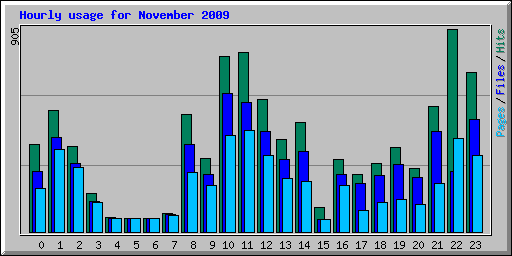 Hourly usage for November 2009
905
Pages/Files/Hits
0 1 2 3 4 5 6 7 8 9 10 11 12 13 14 15 16 17 18 19 20 21 22 23